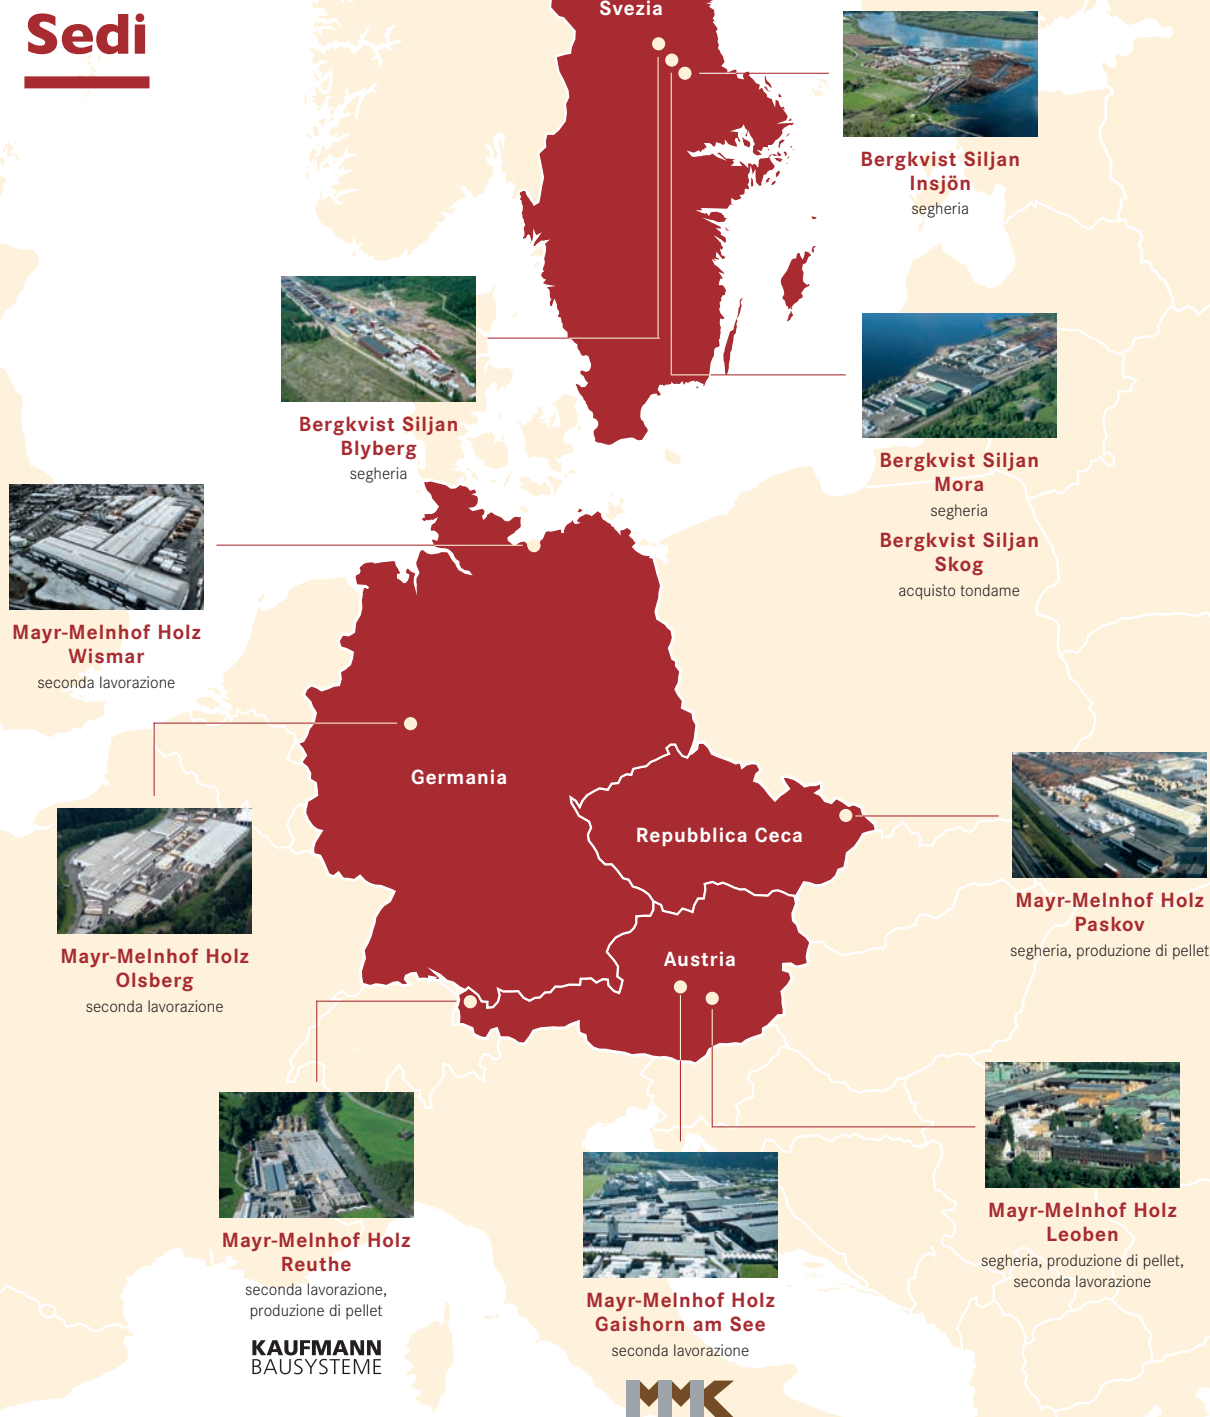 Sedi
Svezia
Bergkvist Siljan
Insjön
segheria
Bergkvist Siljan
Blyberg
segheria
Bergkvist Siljan
Mora
segheria
Bergkvist Siljan
Skog
acquisto tondame
Mayr-Melnhof Holz
Wismar
seconda lavorazione
Germania
Repubblica Ceca
Mayr-Melnhof Holz
Paskov
segheria, produzione di pellet
Mayr-Melnhof Holz
Olsberg
seconda lavorazione
Austria
Mayr-Melnhof Holz
Leoben
segheria, produzione di pellet,
seconda lavorazione
Mayr-Melnhof Holz
Reuthe
seconda lavorazione,
produzione di pellet
KAUFMANN
BAUSYSTEME
Mayr-Melnhof Holz
Gaishorn am See
seconda lavorazione
MMK